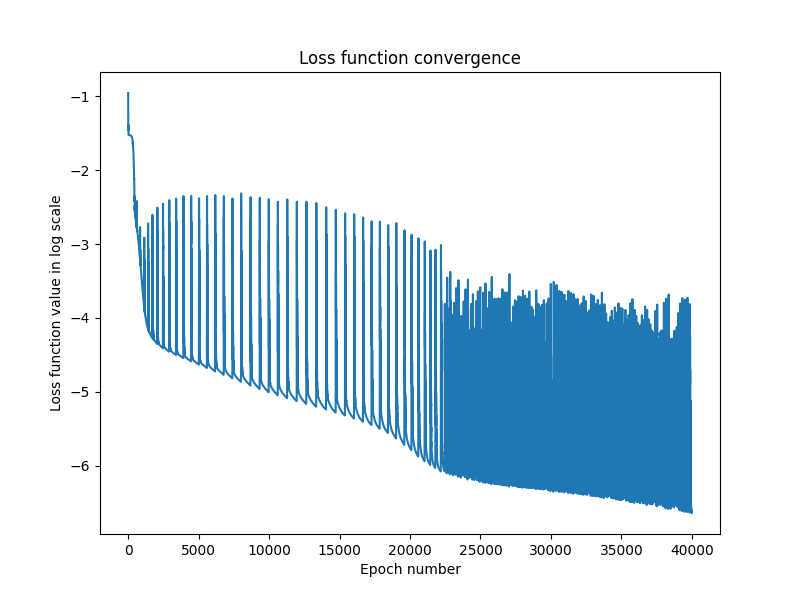 Loss function convergence
Loss function value in log scale
−1
−2
−3
−4
−5
−6
0 5000 10000 15000 20000 25000 30000 35000 40000
Epoch number